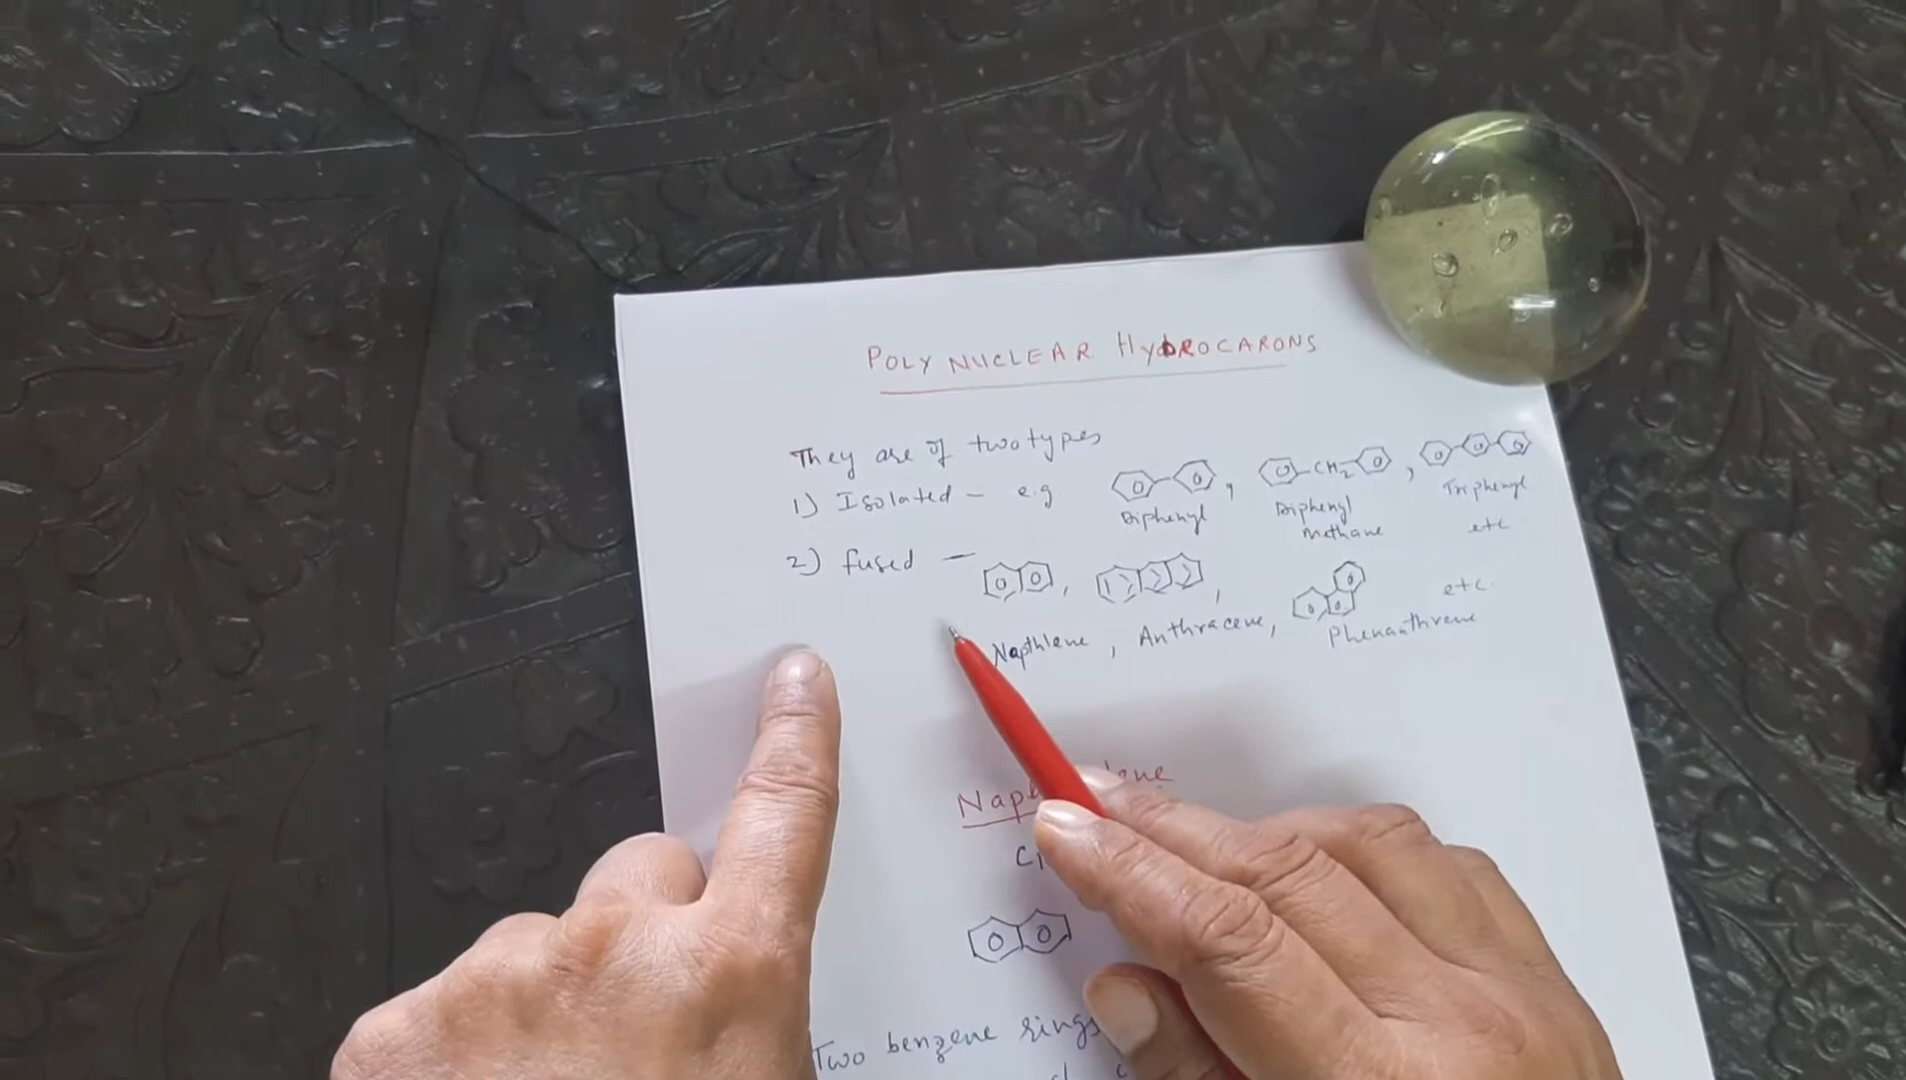 POLY NUCLEAR HYDROCARONS
They are of two types
1) Isolated - e.g
Diphenyl
, CH2 ,
Diphenyl
Methane
Triphenyl
etc
2) fused -
, ,
etc.
Napthlene , Anthracene, Phenanthrene
Two benzene rings